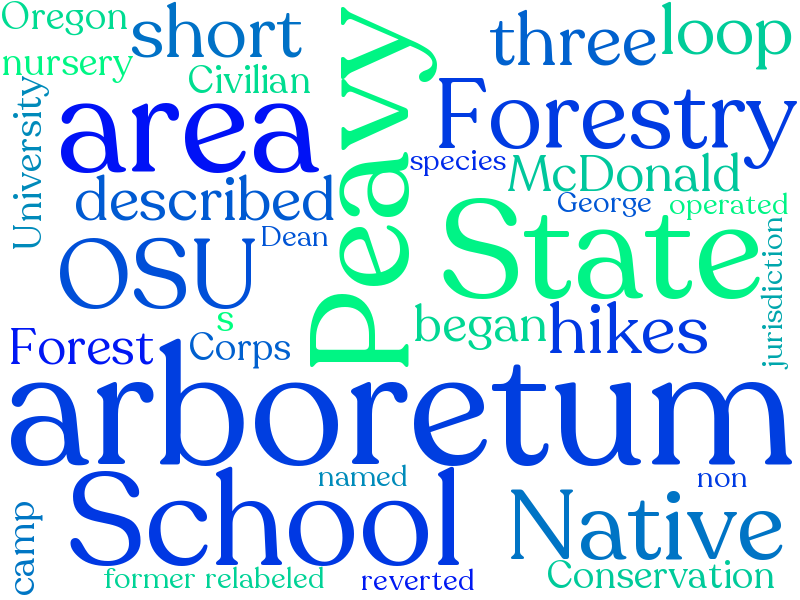 Oregon
short
three
loop
nursery
Civilian
Peavy
University
area
Forestry
species
McDonald
described
George
operated
Dean
OSU
State
jurisdiction
s
began
hikes
Forest
Corps
arboretum
named
non
School
Native
camp
former
relabeled
reverted
Conservation